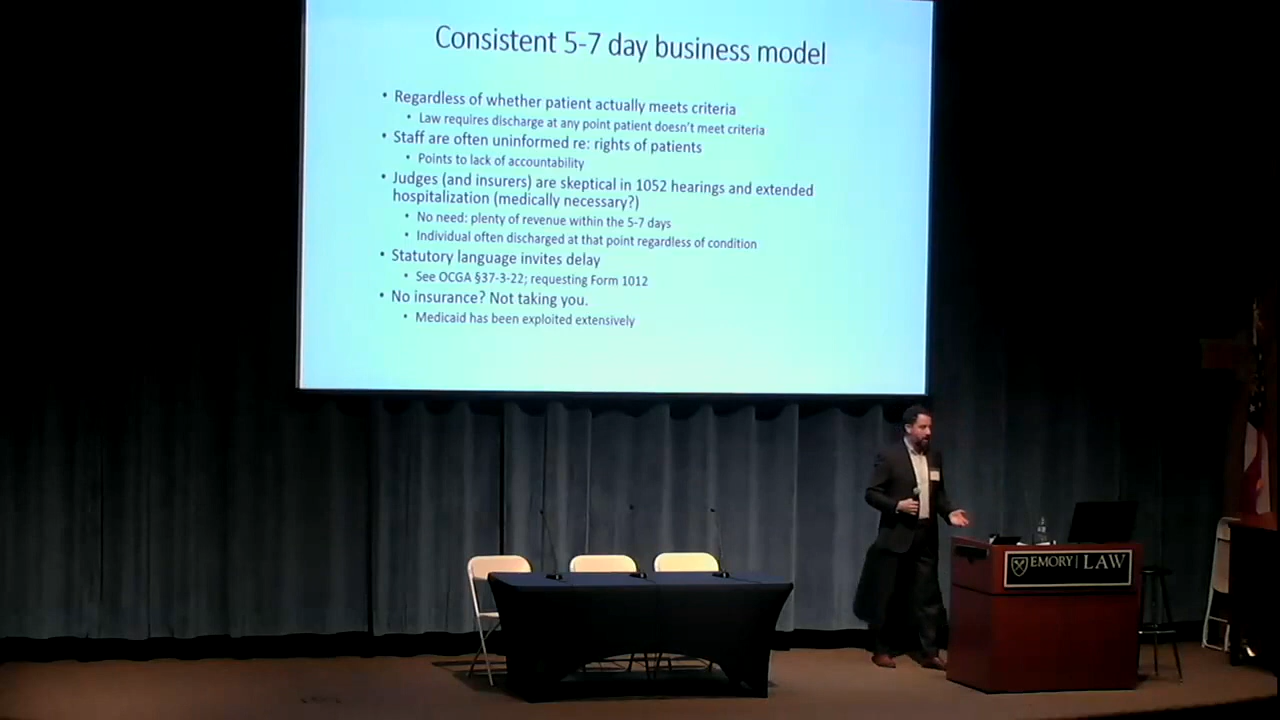 Consistent 5-7 day business model
• Regardless of whether patient actually meets criteria
• Law requires discharge at any point patient doesn't meet criteria
• Staff are often uninformed re: rights of patients
• Points to lack of accountability
• Judges (and insurers) are skeptical in 1052 hearings and extended
hospitalization (medically necessary?)
• No need: plenty of revenue within the 5-7 days
• Individual often discharged at that point regardless of condition
• Statutory language invites delay
• See OCGA §37-3-22; requesting Form 1012
• No insurance? Not taking you.
• Medicaid has been exploited extensively
EMORY | LAW